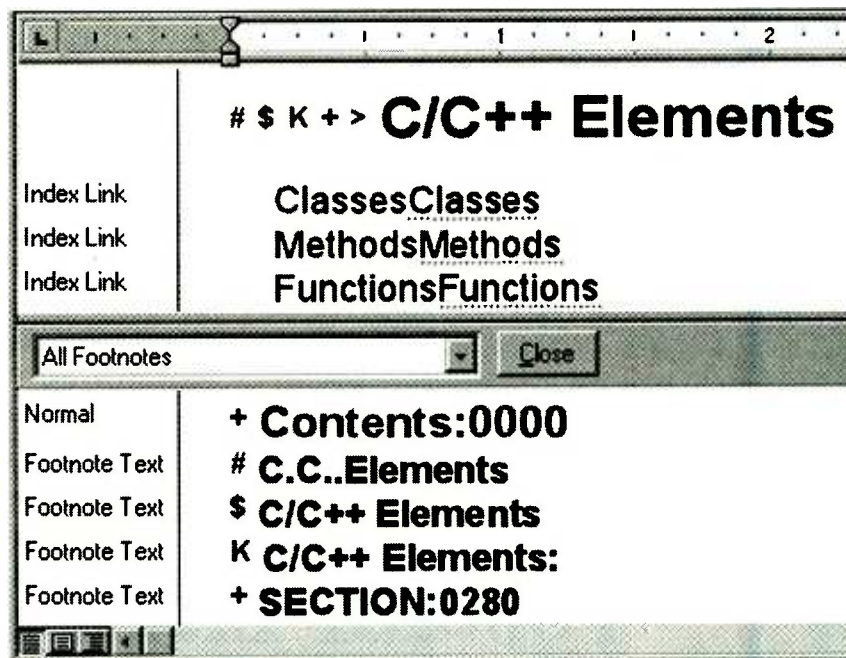 L 1 2
# $ K + > C/C++ Elements
Index Link ClassesClasses
Index Link MethodsMethods
Index Link FunctionsFunctions
All Footnotes Close
Normal + Contents:0000
Footnote Text # C.C..Elements
Footnote Text $ C/C++ Elements
Footnote Text K C/C++ Elements:
Footnote Text + SECTION:0280